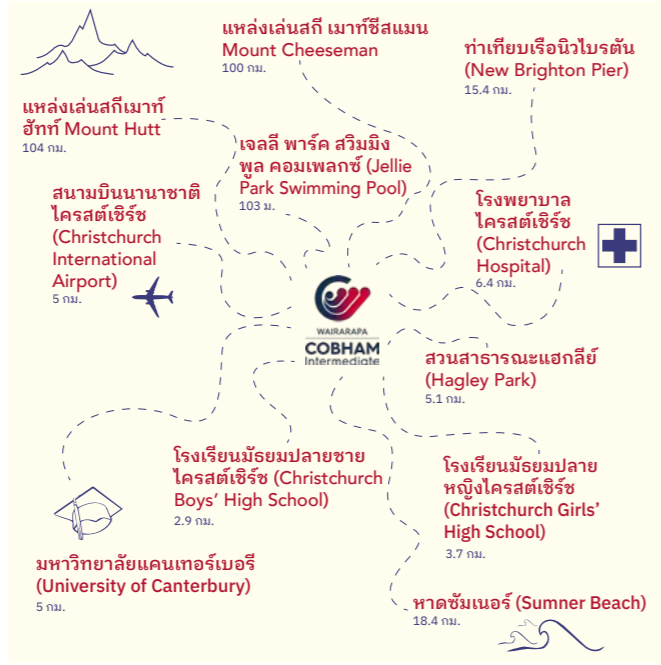 แหล่งเล่นสกี เมาท์ชีสแมน
Mount Cheeseman
100 กม.
ท่าเทียบเรือนิวไบรตัน
(New Brighton Pier)
15.4 กม.
แหล่งเล่นสกีเมาท์
ฮัทท์ Mount Hutt
104 กม.
เจลลี พาร์ค สวิมมิง
พูล คอมเพลกซ์ (Jellie
Park Swimming Pool)
103 ม.
สนามบินนานาชาติ
ไครสต์เชิร์ช
(Christchurch
International
Airport)
5 กม.
โรงพยาบาล
ไครสต์เชิร์ช
(Christchurch
Hospital)
6.4 กม.
WAIRARAPA
COBHAM
Intermediate
สวนสาธารณะแฮกลีย์
(Hagley Park)
5.1 กม.
โรงเรียนมัธยมปลายชาย
ไครสต์เชิร์ช (Christchurch
Boys’ High School)
2.9 กม.
โรงเรียนมัธยมปลาย
หญิงไครสต์เชิร์ช
(Christchurch Girls’
High School)
3.7 กม.
มหาวิทยาลัยแคนเทอร์เบอรี
(University of Canterbury)
5 กม.
หาดซัมเนอร์ (Sumner Beach)
18.4 กม.